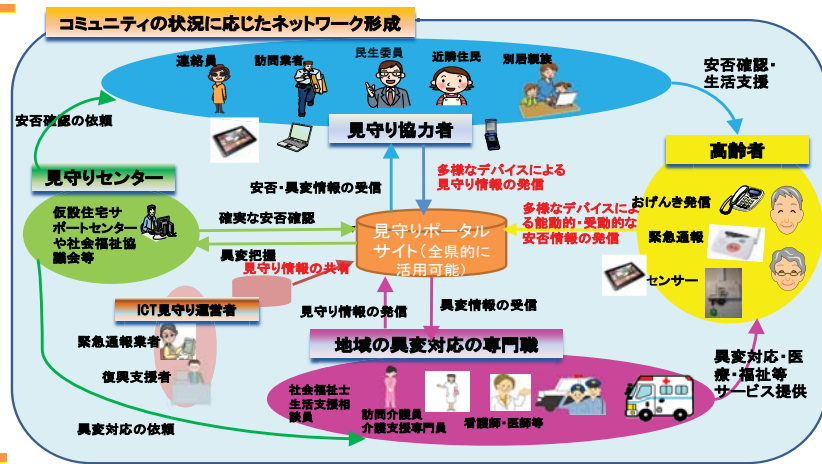 コミュニティの状況に応じたネットワーク形成
連絡員
訪問業者
民生委員
近隣住民
別居親族
安否確認・
生活支援
安否確認の依頼
見守り協力者
高齢者
見守りセンター
安否・異変情報の受信
多様なデバイスによる
見守り情報の発信
おげんき発信
緊急通報
センサー
仮設住宅サ
ポートセンター
や社会福祉協
議会等
確実な安否確認
異変把握
見守りポータル
サイト(全県的に
活用可能)
多様なデバイスによ
る能動的・受動的な
安否情報の発信
見守り情報の共有
ICT見守り運営者
見守り情報の発信
異変情報の受信
緊急通報業者
復興支援者
地域の異変対応の専門職
異変対応・医
療・福祉等
サービス提供
社会福祉士
生活支援相
談員
訪問介護員
介護支援専門員
看護師・医師等
異変対応の依頼